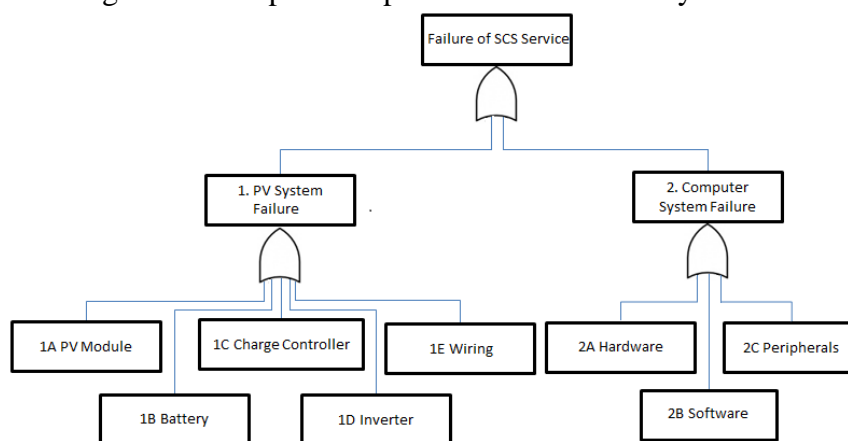 Failure of SCS Service
1. PV System
Failure
2. Computer
System Failure
1A PV Module
1C Charge Controller
1E Wiring
2A Hardware
2C Peripherals
1B Battery
1D Inverter
2B Software